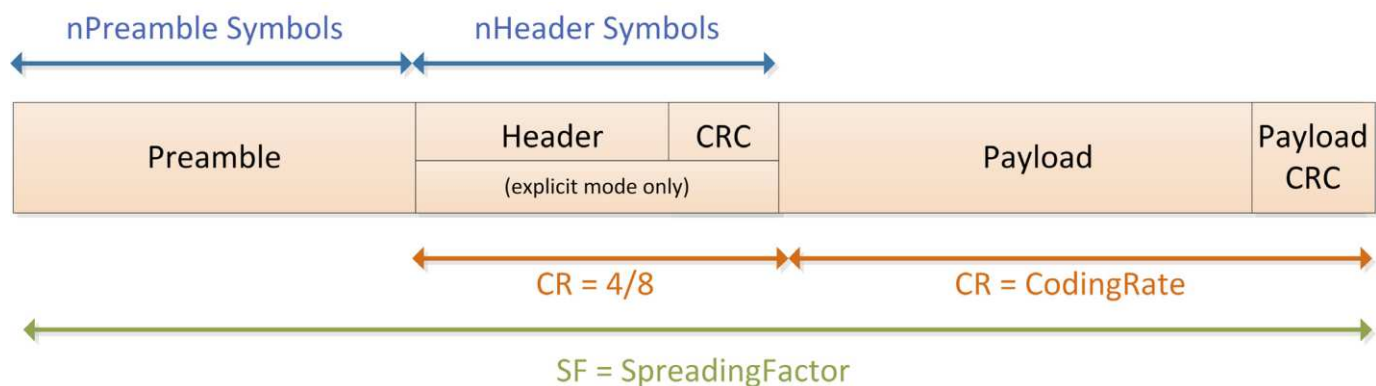 nPreamble Symbols
nHeader Symbols
Preamble
Header
CRC
(explicit mode only)
Payload
Payload
CRC
CR = 4/8
CR = CodingRate
SF = SpreadingFactor